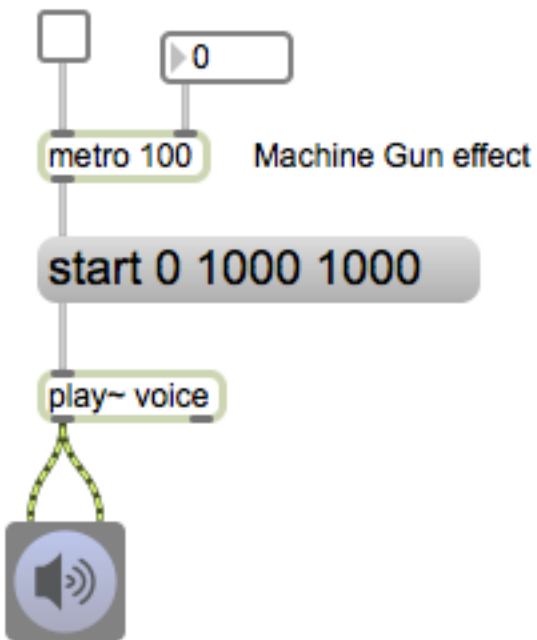 0
metro 100
Machine Gun effect
start 0 1000 1000
play~ voice